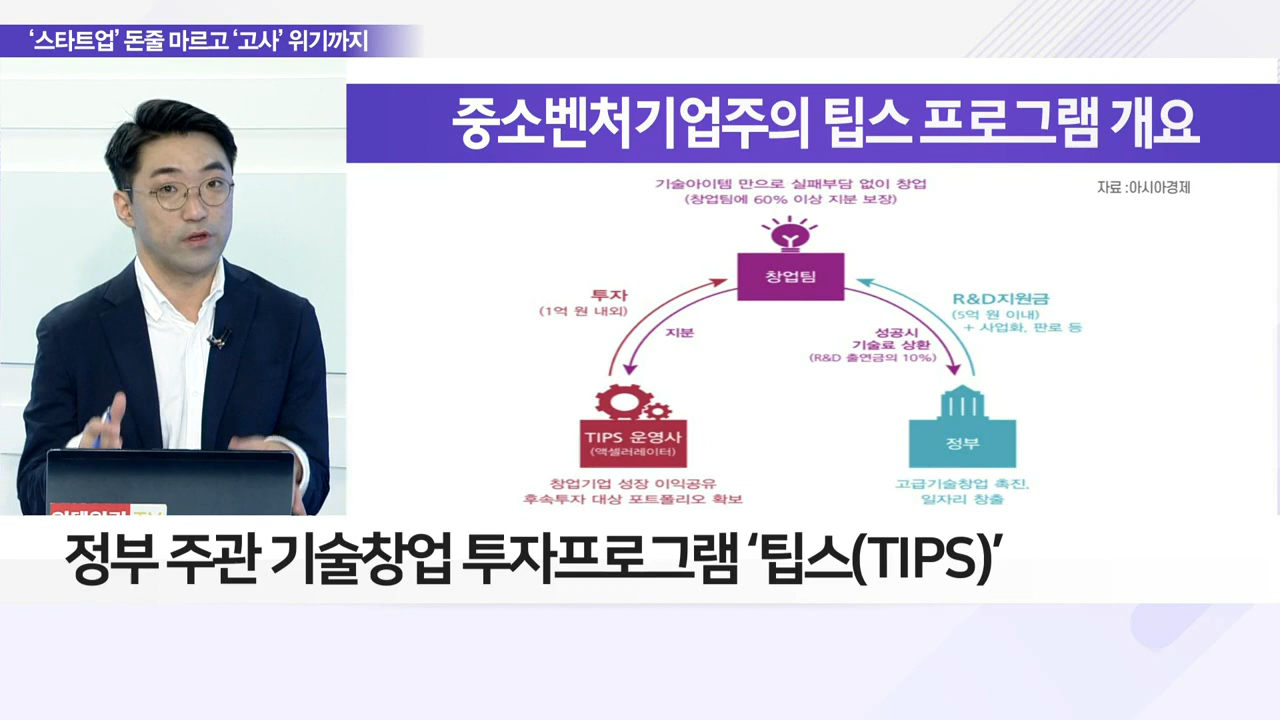 ‘스타트업’ 돈줄 마르고 ‘고사’ 위기까지
중소벤처기업주의 팁스 프로그램 개요
자료 :아시아경제
기술아이템 만으로 실패부담 없이 창업
(창업팀에 60% 이상 지분 보장)
창업팀
투자
(1억 원 내외)
지분
R&D지원금
(5억 원 이내)
+ 사업화, 판로 등
성공시
기술료 상환
(R&D 출연금의 10%)
TIPS 운영사
(액셀러레이터)
정부
창업기업 성장 이익공유
후속투자 대상 포트폴리오 확보
고급기술창업 촉진,
일자리 창출
정부 주관 기술창업 투자프로그램 ‘팁스(TIPS)’